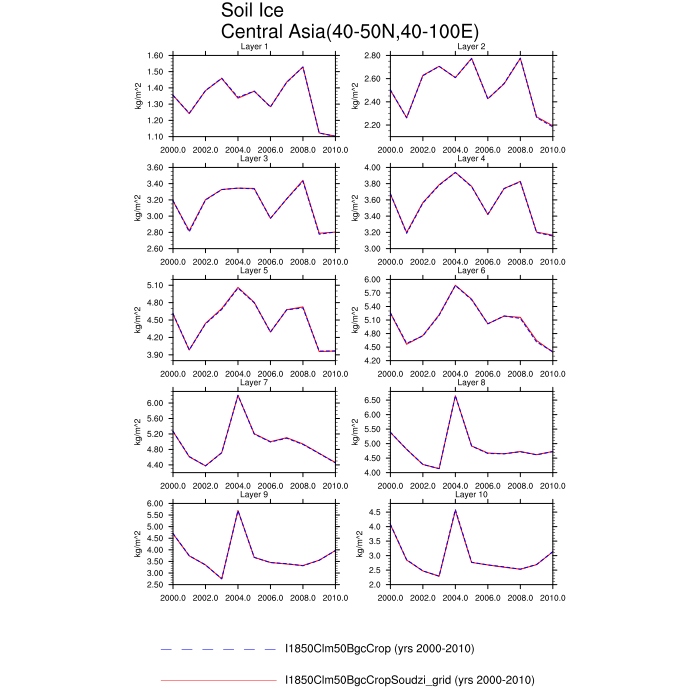 Soil Ice
Central Asia(40-50N,40-100E)
Layer 1
Layer 2
1.60
1.50
1.40
1.30
1.20
1.10
kg/m^2
2000.0 2002.0 2004.0 2006.0 2008.0 2010.0
2.80
2.60
2.40
2.20
kg/m^2
2000.0 2002.0 2004.0 2006.0 2008.0 2010.0
Layer 3
Layer 4
3.60
3.40
3.20
3.00
2.80
2.60
kg/m^2
2000.0 2002.0 2004.0 2006.0 2008.0 2010.0
4.00
3.80
3.60
3.40
3.20
3.00
kg/m^2
2000.0 2002.0 2004.0 2006.0 2008.0 2010.0
Layer 5
Layer 6
5.10
4.80
4.50
4.20
3.90
kg/m^2
2000.0 2002.0 2004.0 2006.0 2008.0 2010.0
6.00
5.70
5.40
5.10
4.80
4.50
4.20
kg/m^2
2000.0 2002.0 2004.0 2006.0 2008.0 2010.0
Layer 7
Layer 8
6.00
5.60
5.20
4.80
4.40
kg/m^2
2000.0 2002.0 2004.0 2006.0 2008.0 2010.0
6.50
6.00
5.50
5.00
4.50
4.00
kg/m^2
2000.0 2002.0 2004.0 2006.0 2008.0 2010.0
Layer 9
Layer 10
6.00
5.50
5.00
4.50
4.00
3.50
3.00
2.50
kg/m^2
2000.0 2002.0 2004.0 2006.0 2008.0 2010.0
4.5
4.0
3.5
3.0
2.5
2.0
kg/m^2
2000.0 2002.0 2004.0 2006.0 2008.0 2010.0
I1850Clm50BgcCrop (yrs 2000-2010)
I1850Clm50BgcCropSoudzi_grid (yrs 2000-2010)